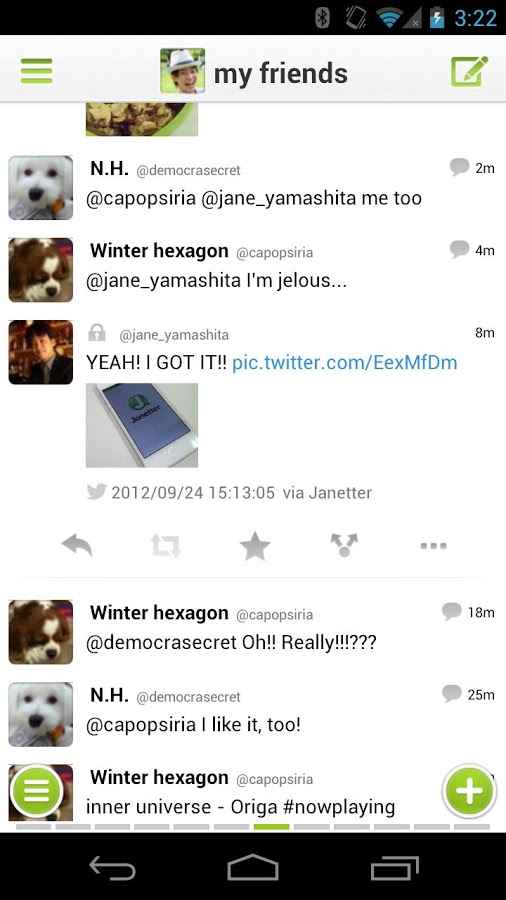 3:22
my friends
N.H. @democrasecret 2m
@capopsiria @jane_yamashita me too
Winter hexagon @capopsiria 4m
@jane_yamashita I'm jelous...
@jane_yamashita 8m
YEAH! I GOT IT!! pic.twitter.com/EexMfDm
Janetter
2012/09/24 15:13:05 via Janetter
Winter hexagon @capopsiria 18m
@democrasecret Oh!! Really!!!???
N.H. @democrasecret 25m
@capopsiria I like it, too!
Winter hexagon @capopsiria
inner universe - Origa #nowplaying